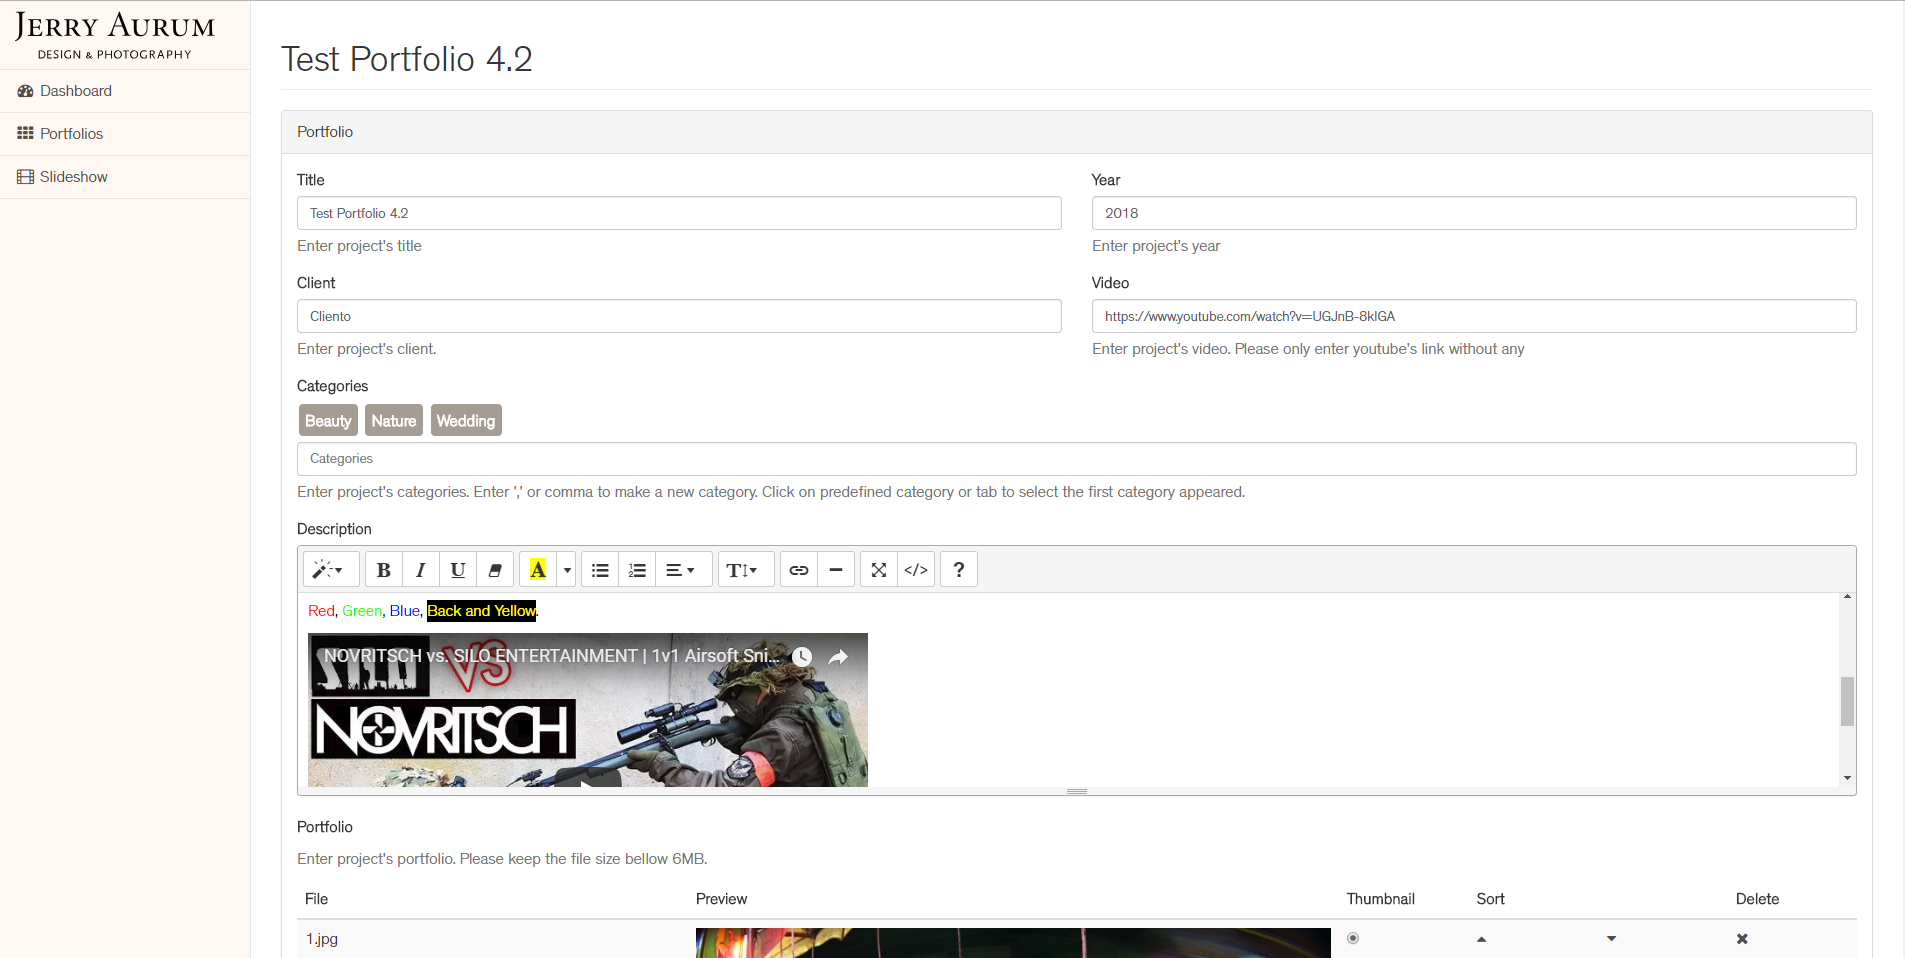 JERRY AURUM
DESIGN & PHOTOGRAPHY
Dashboard
Portfolios
Slideshow
Test Portfolio 4.2
Portfolio
Title
Year
Test Portfolio 4.2
2018
Enter project's title
Enter project's year
Client
Video
Cliento
https://www.youtube.com/watch?v=UGJnB-8klGA
Enter project's client.
Enter project's video. Please only enter youtube's link without any
Categories
Beauty Nature Wedding
Categories
Enter project's categories. Enter ',' or comma to make a new category. Click on predefined category or tab to select the first category appeared.
Description
B I U A T </> ?
Red, Green, Blue, Back and Yellow.
NOVRITSCH vs. SILO ENTERTAINMENT | 1v1 Airsoft Sni...
SILO VS
NOVRITSCH
Portfolio
Enter project's portfolio. Please keep the file size bellow 6MB.
File Preview Thumbnail Sort Delete
1.jpg